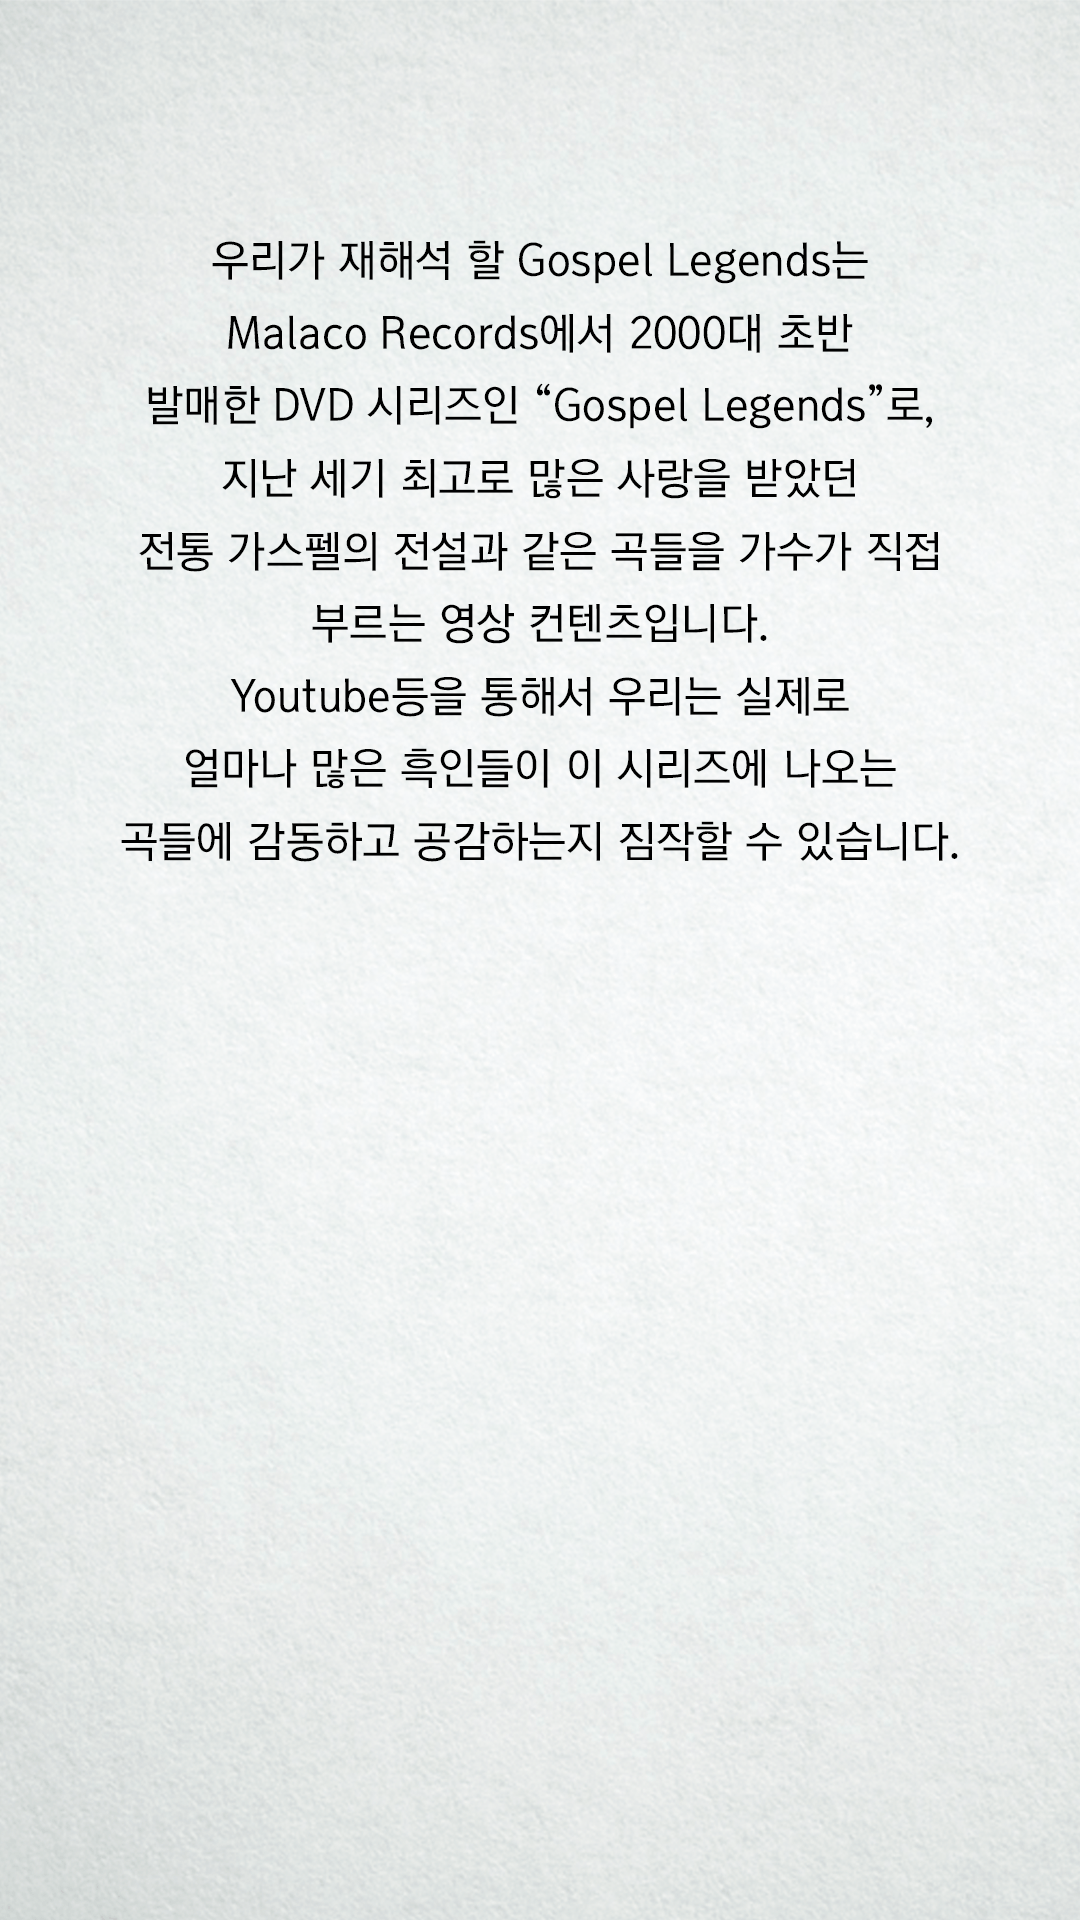 우리가 재해석 할 Gospel Legends는
Malaco Records에서 2000대 초반
발매한 DVD 시리즈인 “Gospel Legends”로,
지난 세기 최고로 많은 사랑을 받았던
전통 가스펠의 전설과 같은 곡들을 가수가 직접
부르는 영상 컨텐츠입니다.
Youtube등을 통해서 우리는 실제로
얼마나 많은 흑인들이 이 시리즈에 나오는
곡들에 감동하고 공감하는지 짐작할 수 있습니다.